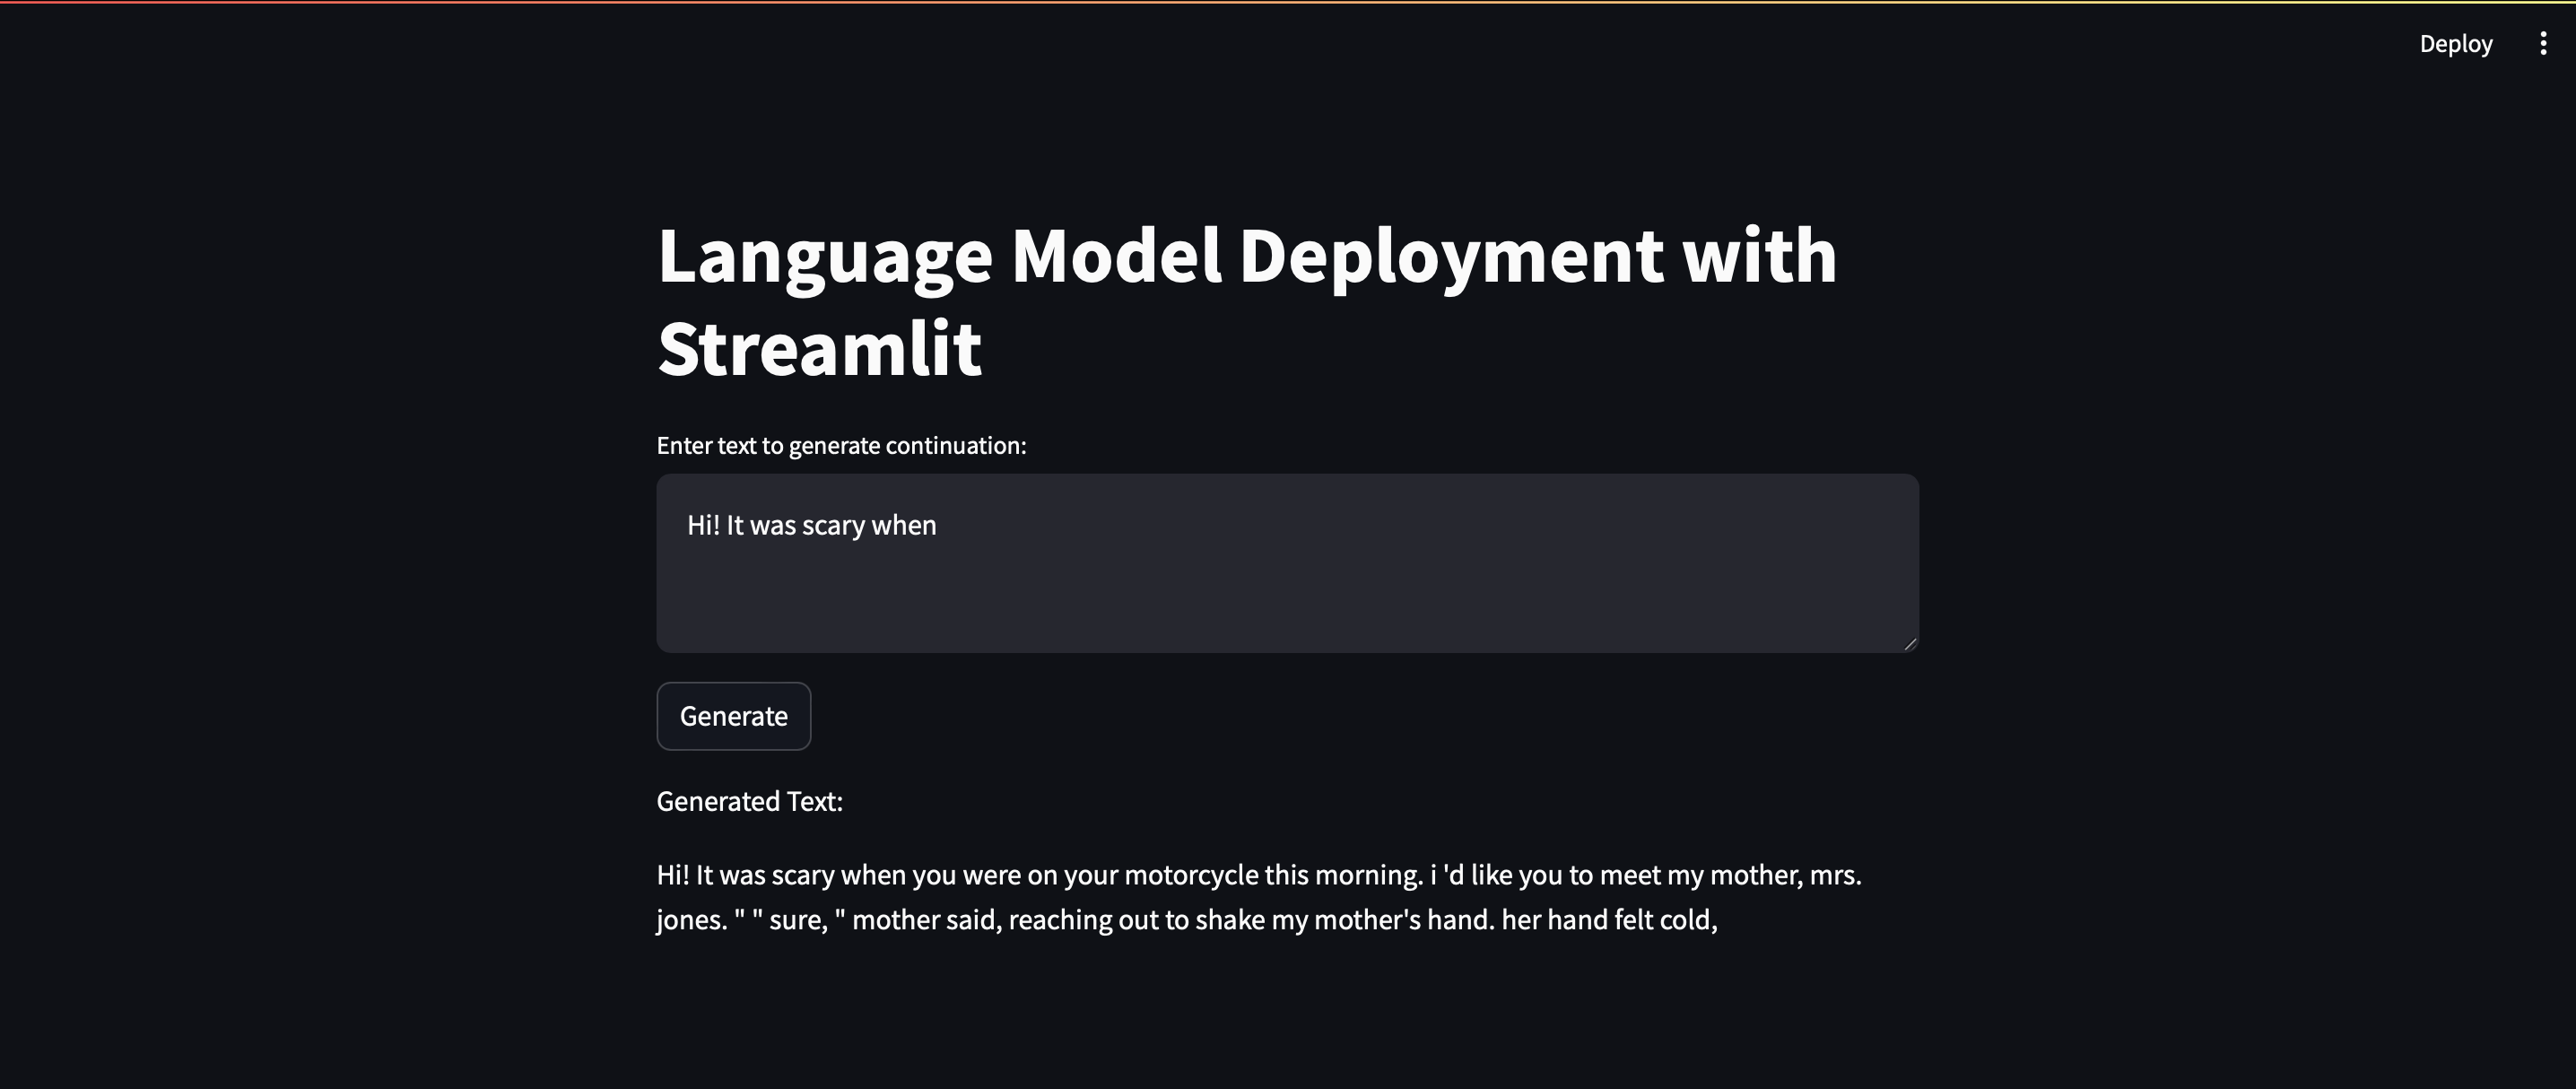 Deploy
Language Model Deployment with
Streamlit
Enter text to generate continuation:
Hi! It was scary when
Generate
Generated Text:
Hi! It was scary when you were on your motorcycle this morning. i 'd like you to meet my mother, mrs.
jones. " " sure, " mother said, reaching out to shake my mother's hand. her hand felt cold,